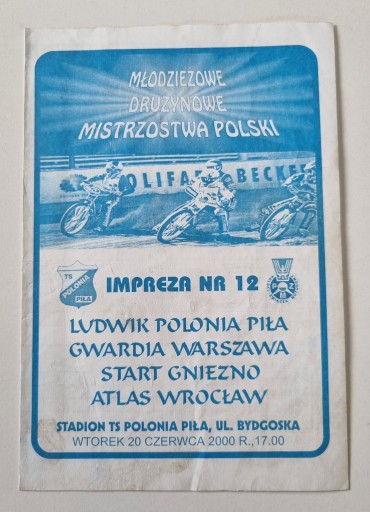 MŁODZIEŻOWE
DRUŻYNOWE
MISTRZOSTWA POLSKI
OLIFA
BECKE
TS
POLONIA
PIŁA
IMPREZA NR 12
P Z
M
LUDWIK POLONIA PIŁA
GWARDIA WARSZAWA
START GNIEZNO
ATLAS WROCŁAW
STADION TS POLONIA PIŁA, UL. BYDGOSKA
WTOREK 20 CZERWCA 2000 R.,17.00